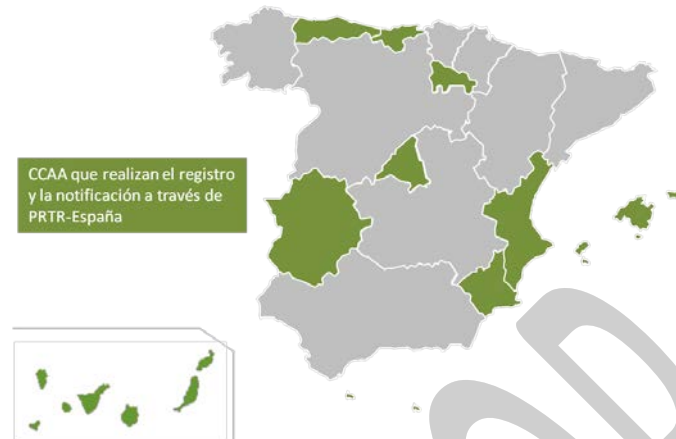 CCAA que realizan el registro
y la notificación a través de
PRTR-España